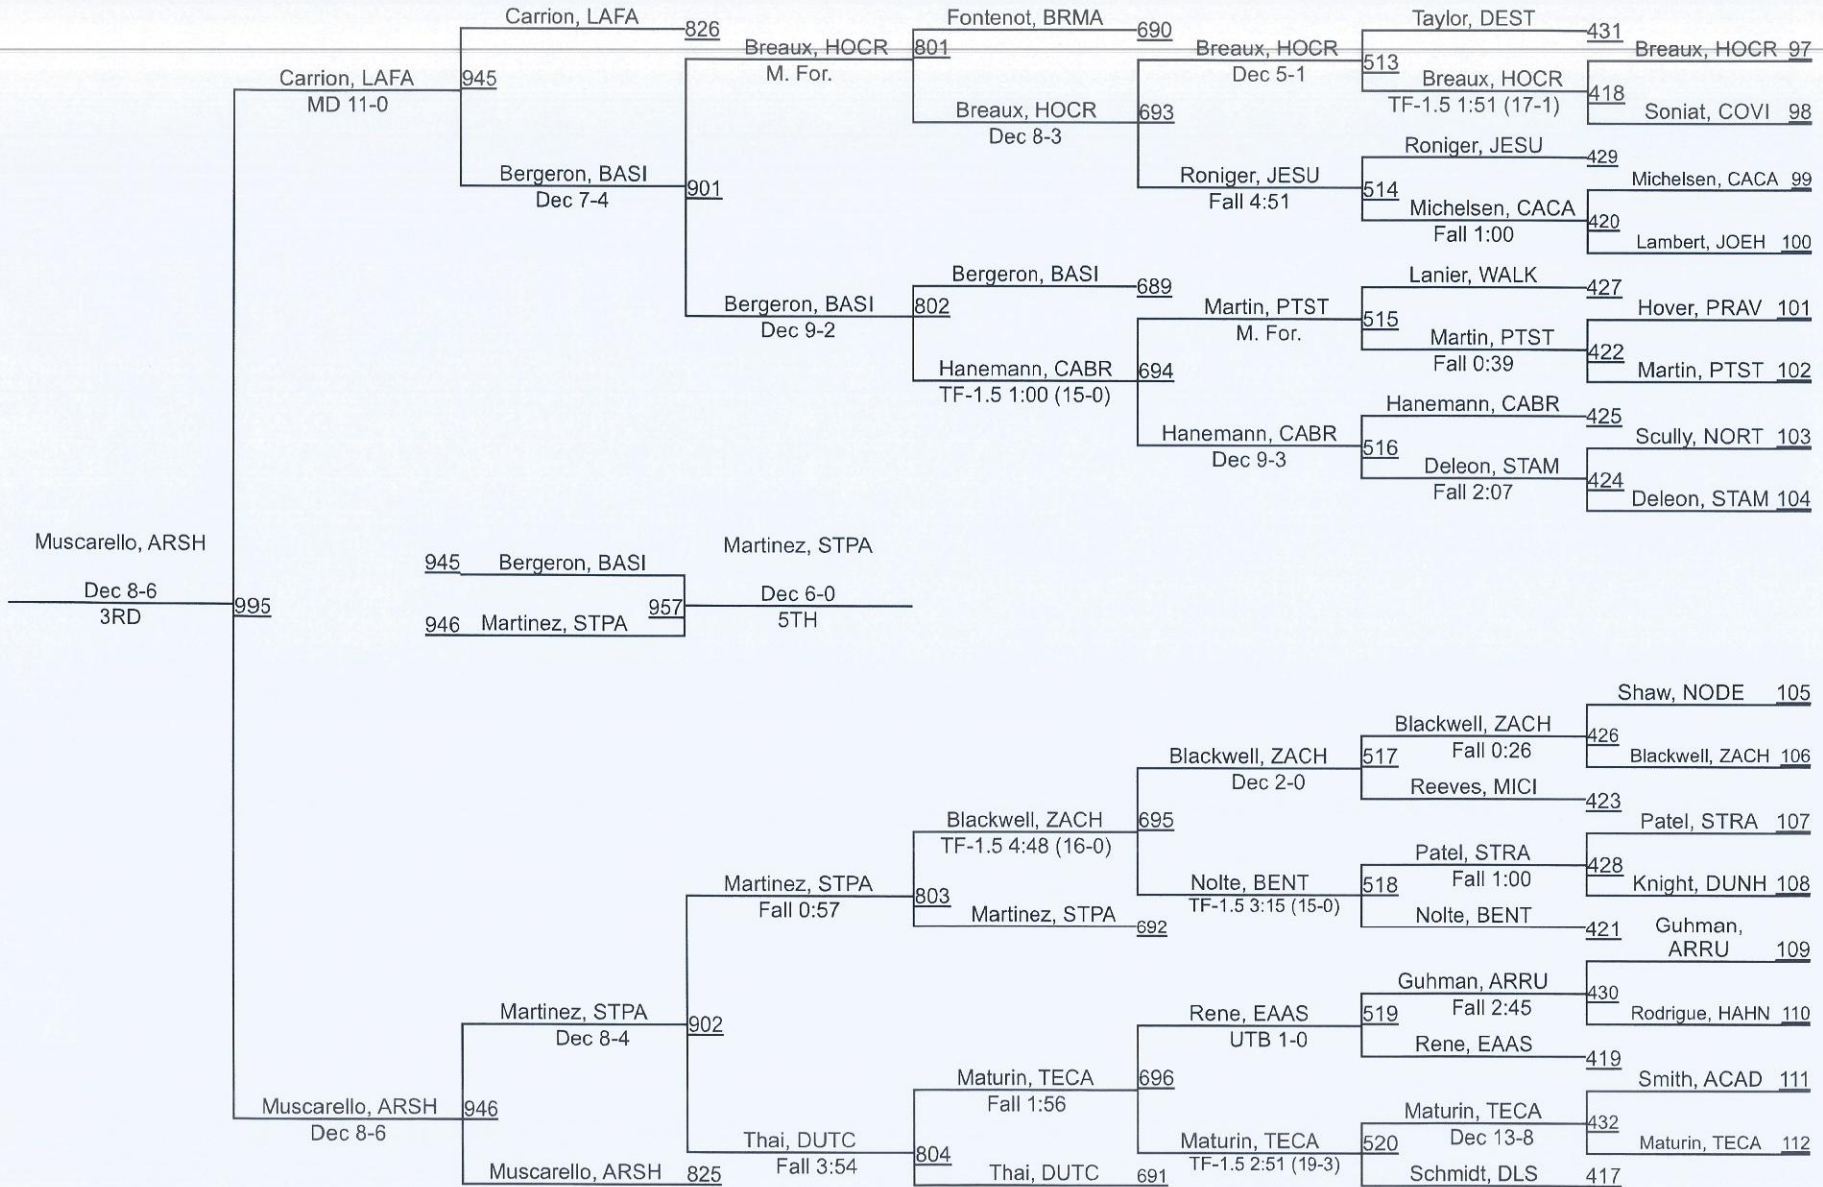 Carrion, LAFA
826
Fontenot, BRMA
690
Taylor, DEST
431
Breaux, HOCR 97
Breaux, HOCR
M. For.
801
Breaux, HOCR
Dec 5-1
513
Breaux, HOCR
TF-1.5 1:51 (17-1)
418
Soniat, COVI 98
Carrion, LAFA
MD 11-0
945
Breaux, HOCR
Dec 8-3
693
Roniger, JESU
429
Michelsen, CACA 99
Bergeron, BASI
Dec 7-4
901
Roniger, JESU
Fall 4:51
514
Michelsen, CACA
Fall 1:00
420
Lambert, JOEH 100
Bergeron, BASI
689
Lanier, WALK
427
Hover, PRAV 101
Bergeron, BASI
Dec 9-2
802
Martin, PTST
M. For.
515
Martin, PTST
Fall 0:39
422
Martin, PTST 102
Hanemann, CABR
TF-1.5 1:00 (15-0)
694
Hanemann, CABR
425
Scully, NORT 103
Hanemann, CABR
Dec 9-3
516
Deleon, STAM
Fall 2:07
424
Deleon, STAM 104
Muscarello, ARSH
Dec 8-6
3RD
995
945 Bergeron, BASI
946 Martinez, STPA
957
Martinez, STPA
Dec 6-0
5TH
Shaw, NODE 105
Blackwell, ZACH
Fall 0:26
426
Blackwell, ZACH 106
Blackwell, ZACH
Dec 2-0
517
Reeves, MICI
423
Patel, STRA 107
Blackwell, ZACH
TF-1.5 4:48 (16-0)
695
Patel, STRA
Fall 1:00
428
Knight, DUNH 108
Martinez, STPA
Fall 0:57
803
Nolte, BENT
TF-1.5 3:15 (15-0)
518
Martinez, STPA
692
Nolte, BENT
421
Guhman,
ARRU 109
Martinez, STPA
Dec 8-4
902
Rene, EAAS
UTB 1-0
519
Guhman, ARRU
Fall 2:45
430
Rodrigue, HAHN 110
Rene, EAAS
419
Smith, ACAD 111
Muscarello, ARSH
Dec 8-6
946
Maturin, TECA
Fall 1:56
696
Maturin, TECA
Dec 13-8
432
Maturin, TECA 112
Thai, DUTC
Fall 3:54
804
Maturin, TECA
TF-1.5 2:51 (19-3)
520
Muscarello, ARSH
825
Thai, DUTC
691
Schmidt, DLS
417